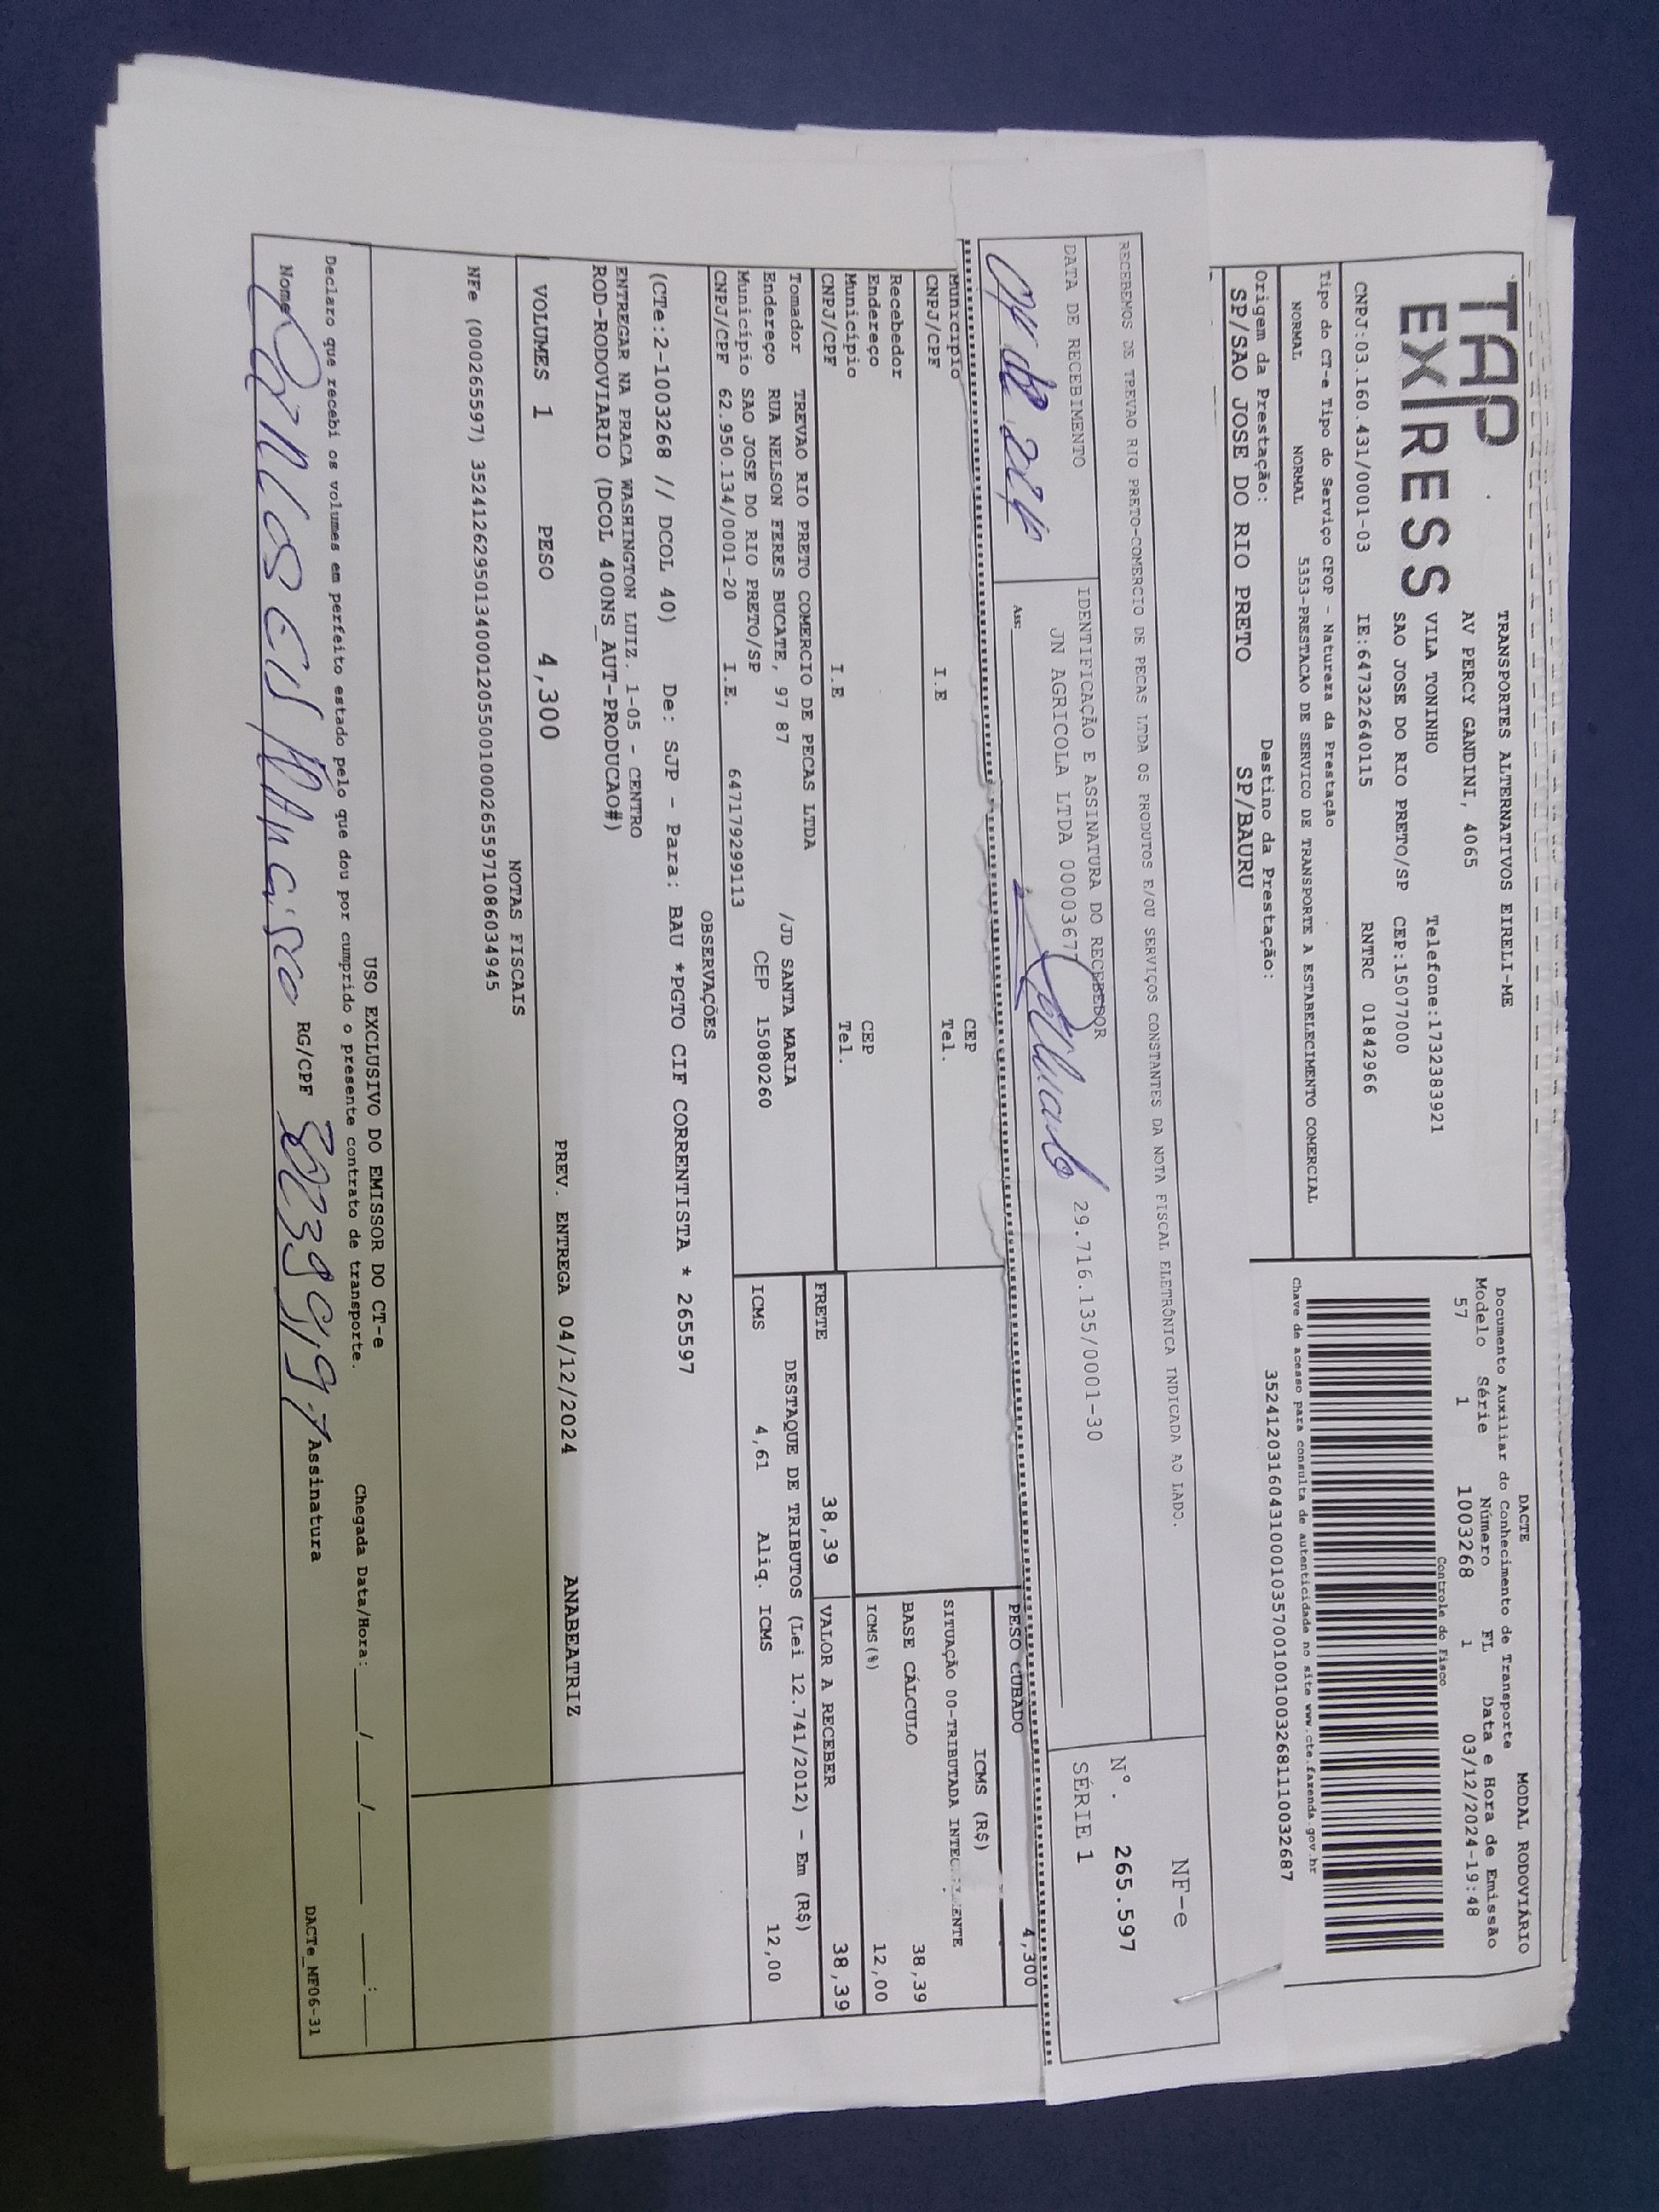 TAP
EXPRESS
TRANSPORTES ALTERNATIVOS EIRELI-ME
AV PERCY GANDINI, 4065
VILA TONINHO Telefone:1732383921
SAO JOSE DO RIO PRETO/SP CEP:15077000
CNPJ:03.160.431/0001-03 IE:647322640115 RNTRC 01842966
DACTE MODAL RODOVIÁRIO
Documento Auxiliar do Conhecimento de Transporte
Modelo Série Número FL Data e Hora de Emissão
57 1 1003268 1 03/12/2024-19:48
Controle do Fisco
Chave de acesso para consulta de autenticidade no site www.cte.fazenda.gov.br
35241203160431000103570010010032681110032687
Tipo do CT-e Tipo do Serviço CFOP - Natureza da Prestação
NORMAL NORMAL 5353-PRESTACAO DE SERVICO DE TRANSPORTE A ESTABELECIMENTO COMERCIAL
Origem da Prestação: Destino da Prestação:
SP/SAO JOSE DO RIO PRETO SP/BAURU
RECEBEMOS DE TREVAO RIO PRETO-COMERCIO DE PECAS LTDA OS PRODUTOS E/OU SERVIÇOS CONSTANTES DA NOTA FISCAL ELETRÔNICA INDICADA AO LADO.
DATA DE RECEBIMENTO IDENTIFICAÇÃO E ASSINATURA DO RECEBEDOR
JN AGRICOLA LTDA 00003677 29.716.135/0001-30
Ass:
NF-e
Nº. 265.597
SÉRIE 1
PESO CUBADO 4,300
Município CEP
CNPJ/CPF I.E Tel.
ICMS (R$)
SITUAÇÃO 00-TRIBUTADA
BASE CÁLCULO 38,39
ICMS(%) 12,00
Recebedor
Endereço
Município CEP
CNPJ/CPF I.E Tel.
FRETE 38,39 VALOR A RECEBER 38,39
Tomador TREVAO RIO PRETO COMERCIO DE PECAS LTDA
Endereço RUA NELSON FERES BUCATE, 97 87 /JD SANTA MARIA
Município SAO JOSE DO RIO PRETO/SP CEP 15080260
CNPJ/CPF 62.950.134/0001-20 I.E. 647179299113
DESTAQUE DE TRIBUTOS (Lei 12.741/2012) - Em (R$)
ICMS 4,61 Aliq. ICMS 12,00
OBSERVAÇÕES
(CTe:2-1003268 // DCOL 40) De: SJP - Para: BAU *PGTO CIF CORRENTISTA * 265597
ENTREGAR NA PRACA WASHINGTON LUIZ. 1-05 - CENTRO
ROD-RODOVIARIO (DCOL 400NS_AUT-PRODUCAO#)
VOLUMES 1 PESO 4,300 PREV. ENTREGA 04/12/2024 ANABEATRIZ
NOTAS FISCAIS
NFe (000265597) 35241262950134000120550010002655971086034945
USO EXCLUSIVO DO EMISSOR DO CT-e
Declaro que recebi os volumes em perfeito estado pelo que dou por cumprido o presente contrato de transporte. Chegada Data/Hora:____/____/______ ___:___
Nome RG/CPF Assinatura
DACTe_MF06-31